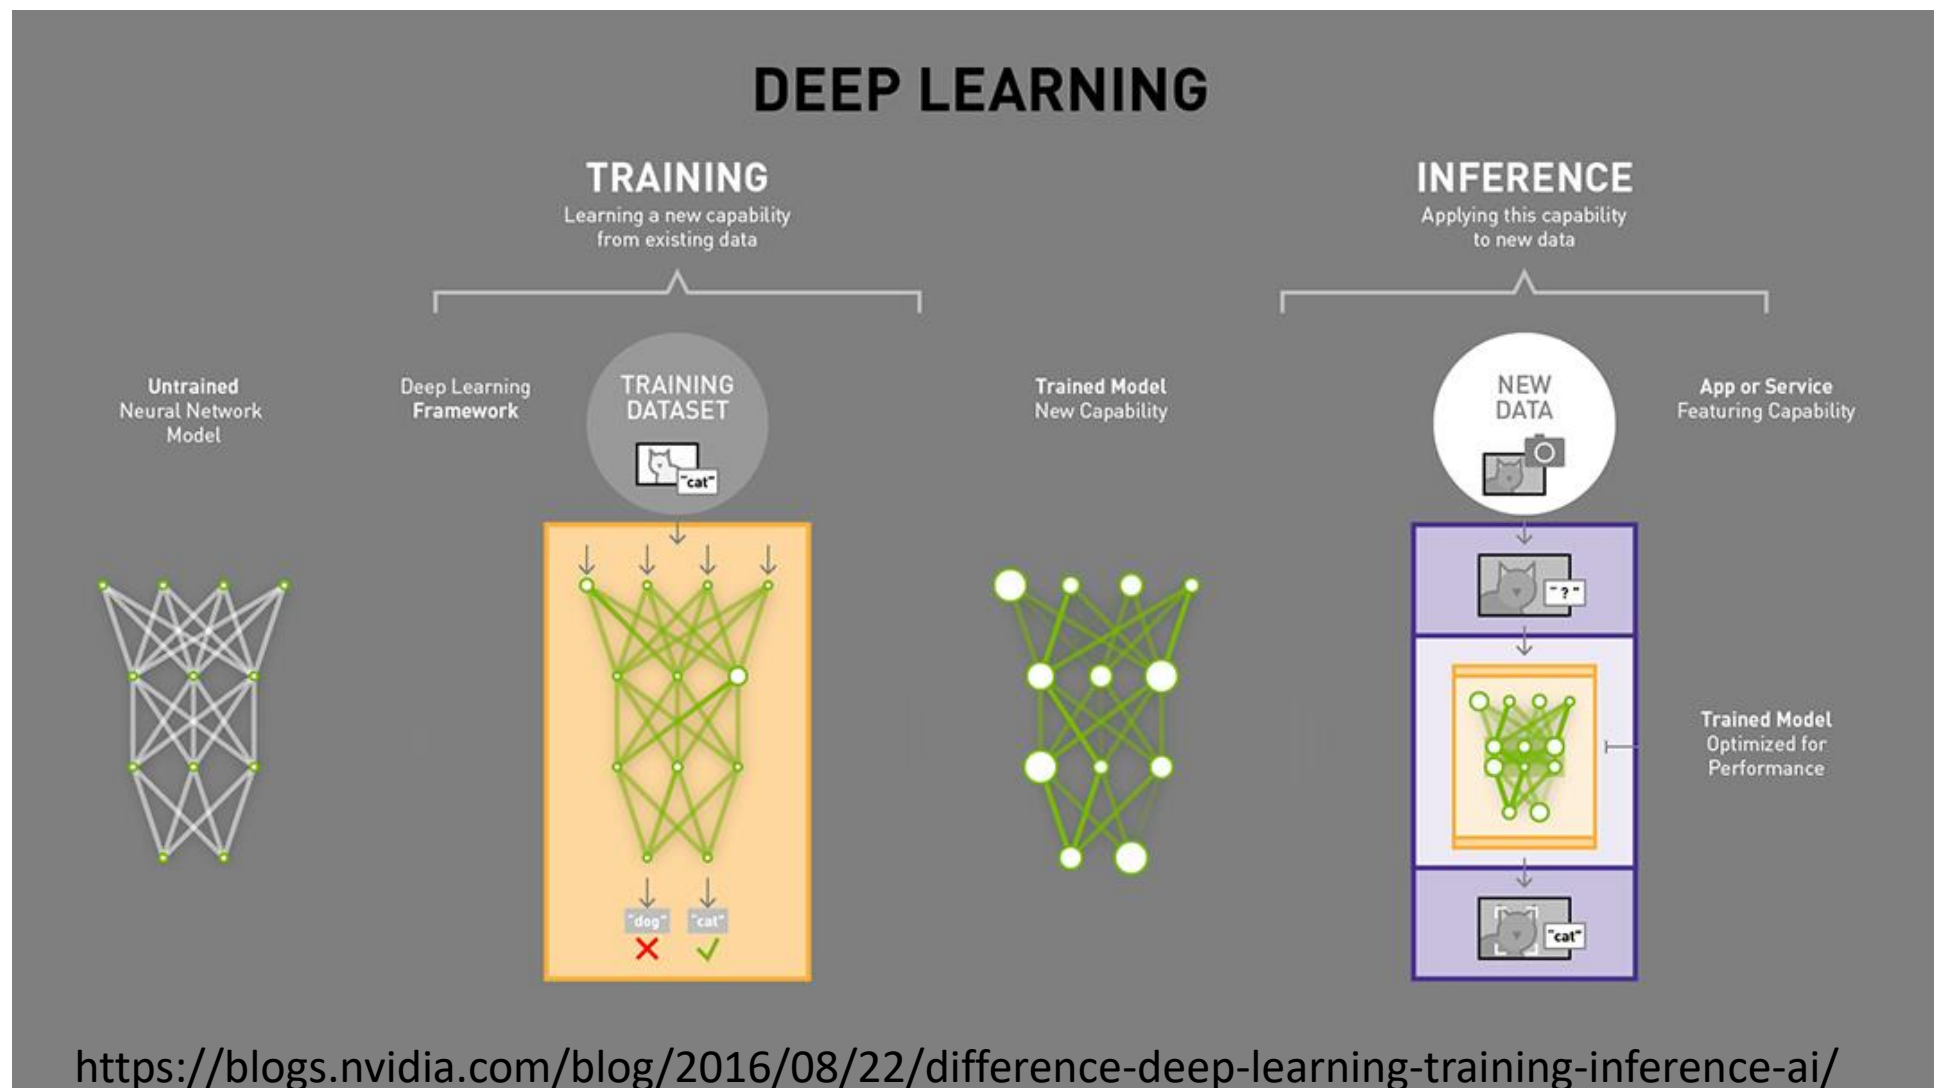 DEEP LEARNING
TRAINING
Learning a new capability
from existing data
INFERENCE
Applying this capability
to new data
Untrained
Neural Network
Model
Deep Learning
Framework
TRAINING
DATASET
"cat"
Trained Model
New Capability
NEW
DATA
App or Service
Featuring Capability
"?"
Trained Model
Optimized for
Performance
"dog"
"cat"
"cat"
https://blogs.nvidia.com/blog/2016/08/22/difference-deep-learning-training-inference-ai/